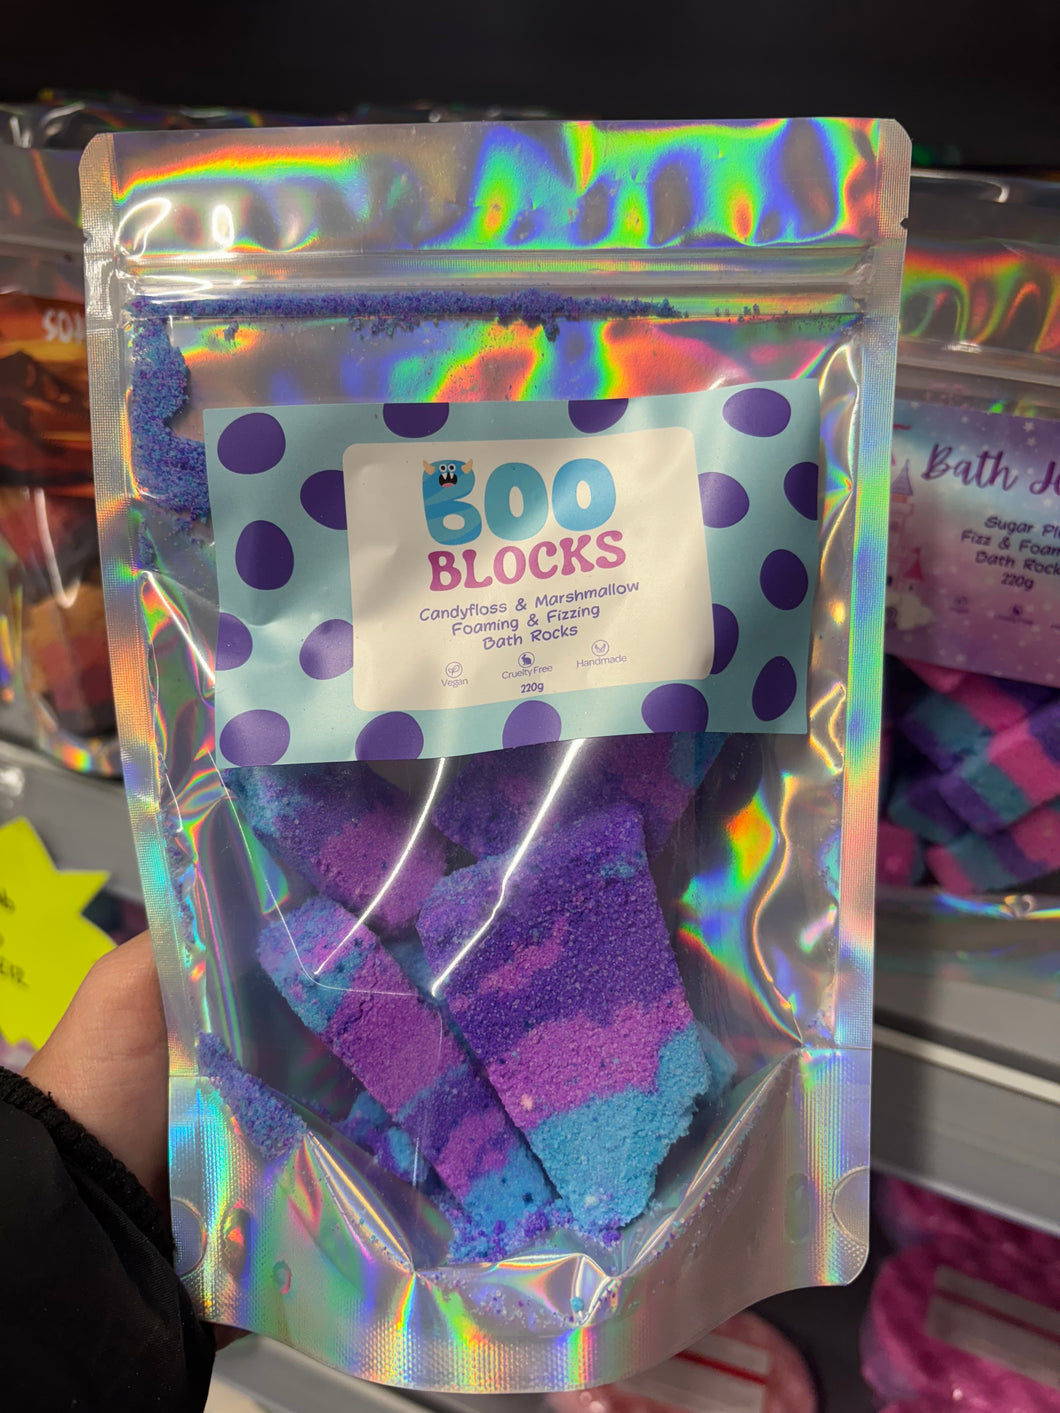 BOO
BLOCKS
Candyfloss & Marshmallow
Foaming & Fizzing
Bath Rocks
Vegan
Cruelty Free
Handmade
220g
Bath
Sugar
Fizz & Foam
Bath Rock
220g